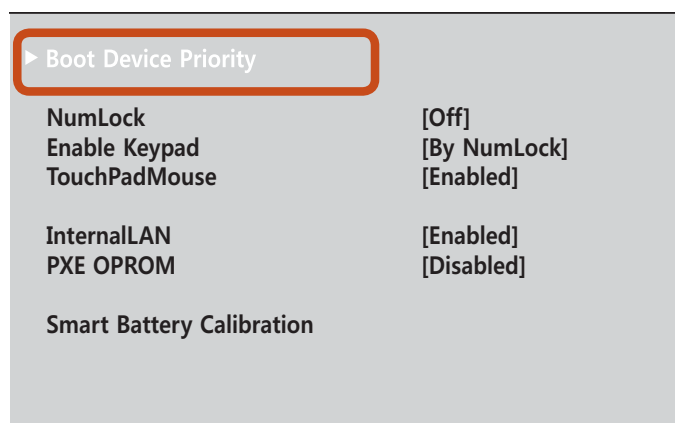 ▶ Boot Device Priority
NumLock [Off]
Enable Keypad [By NumLock]
TouchPadMouse [Enabled]
InternalLAN [Enabled]
PXE OPROM [Disabled]
Smart Battery Calibration